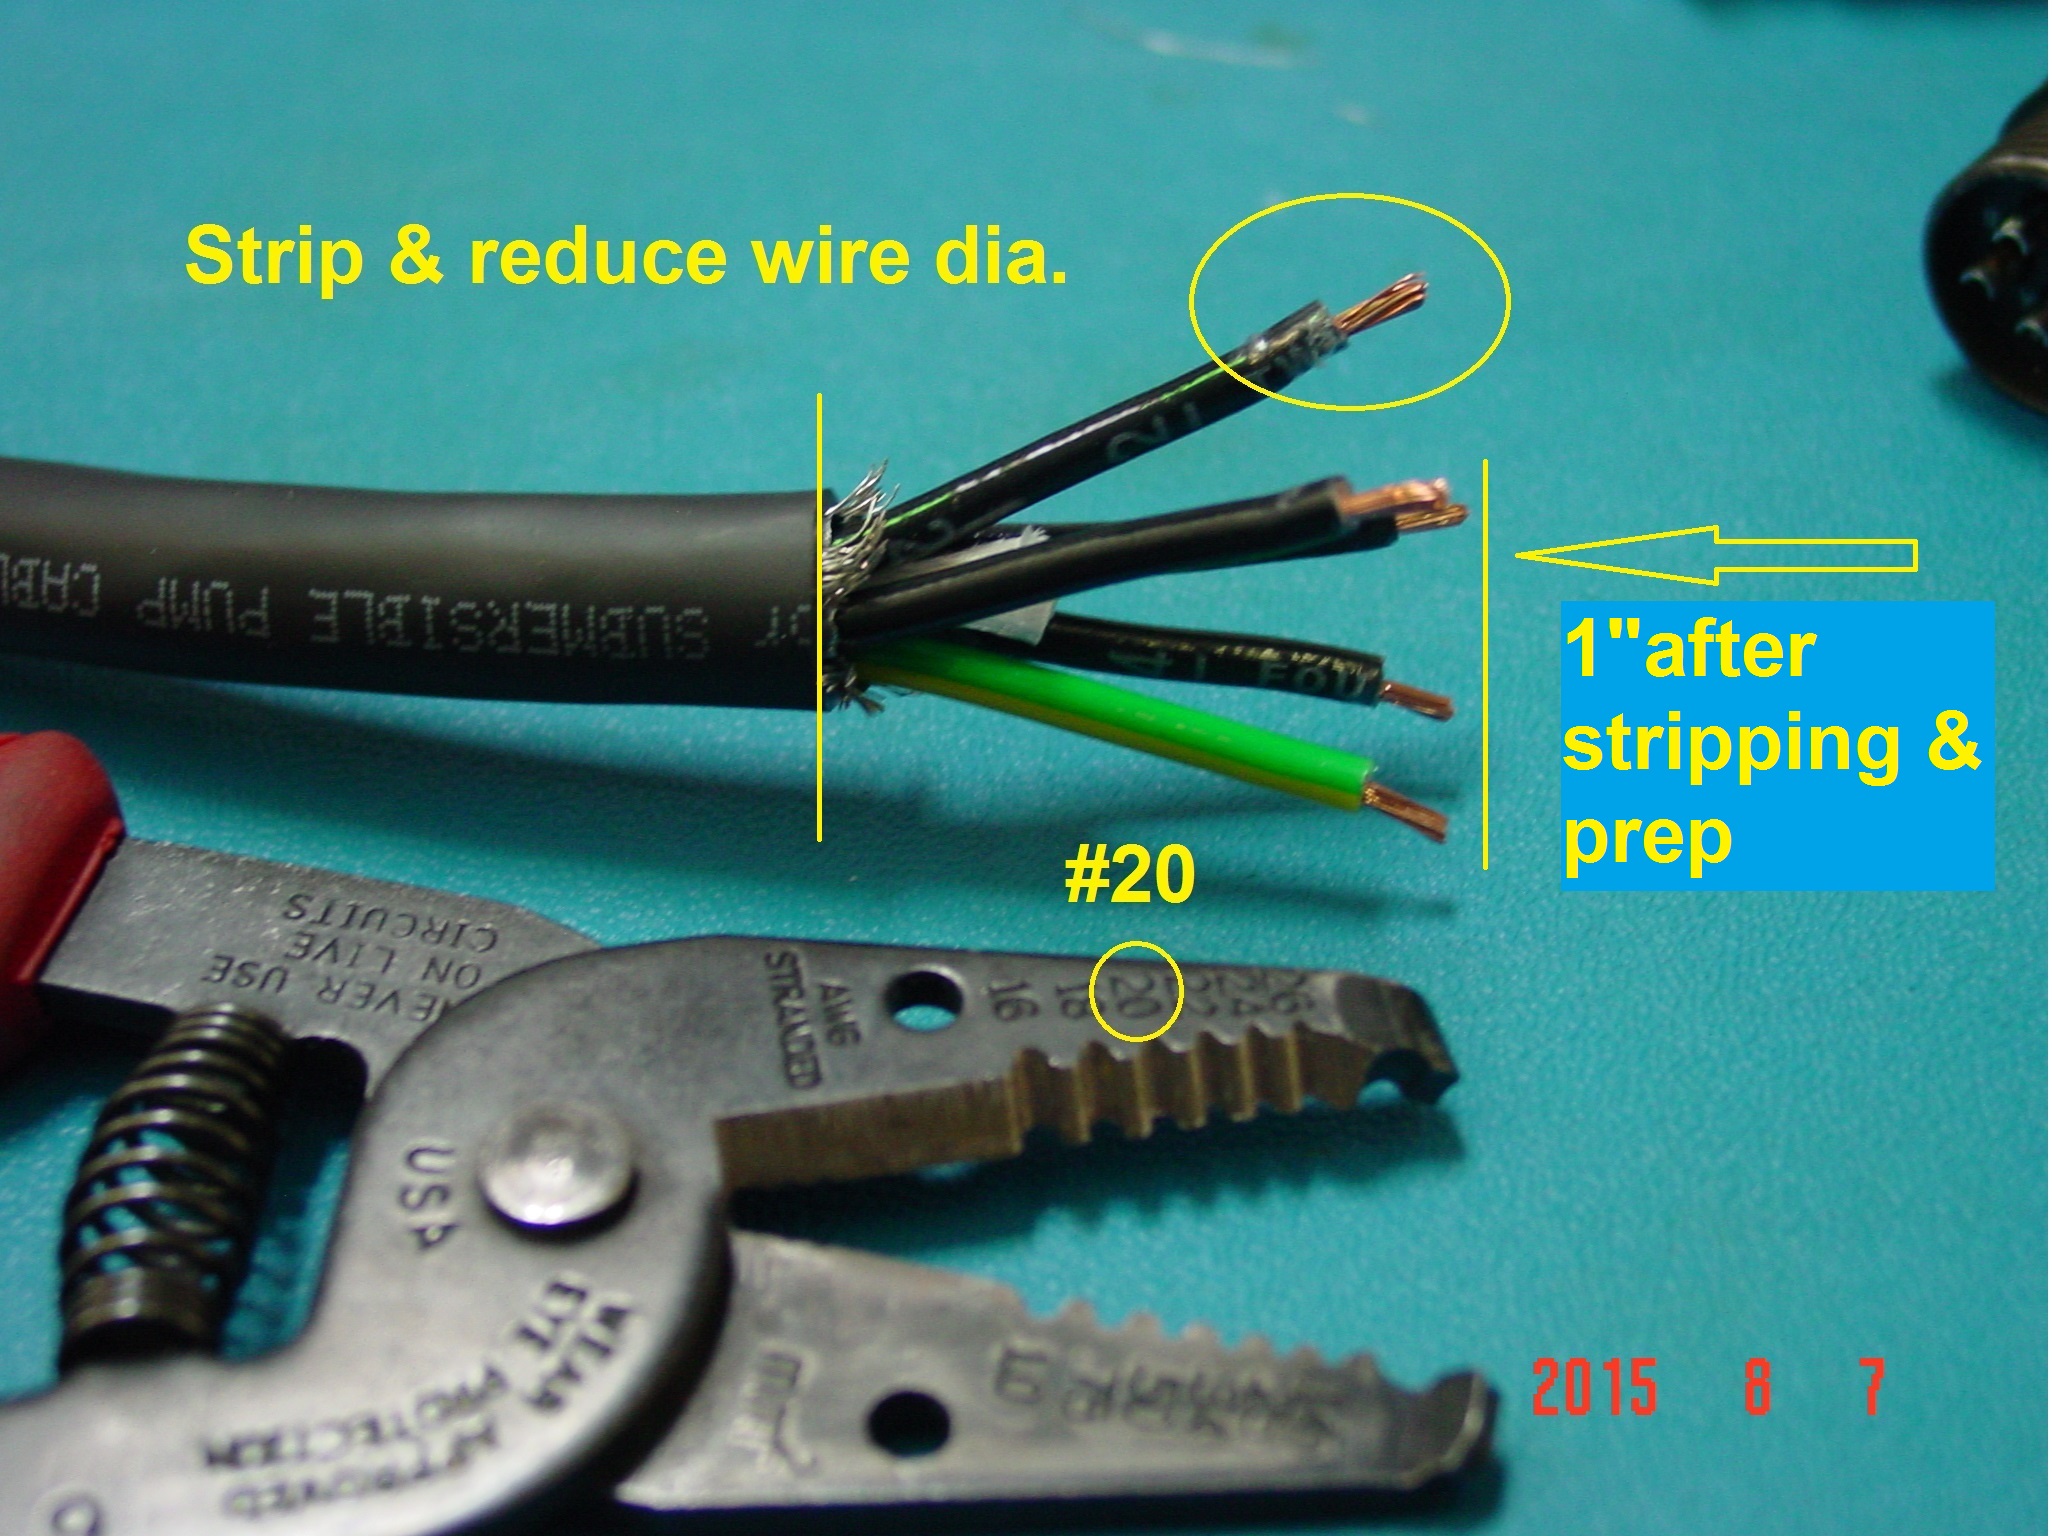 Strip & reduce wire dia.
SUBMERSIBLE PUMP
1"after
stripping &
prep
#20
NEVER USE
ON LIVE
CIRCUITS
AWG
STRANDED
16
18
20
22
24
26
USA
WEAR APPROVED
EYE PROTECTION
2015 8 7